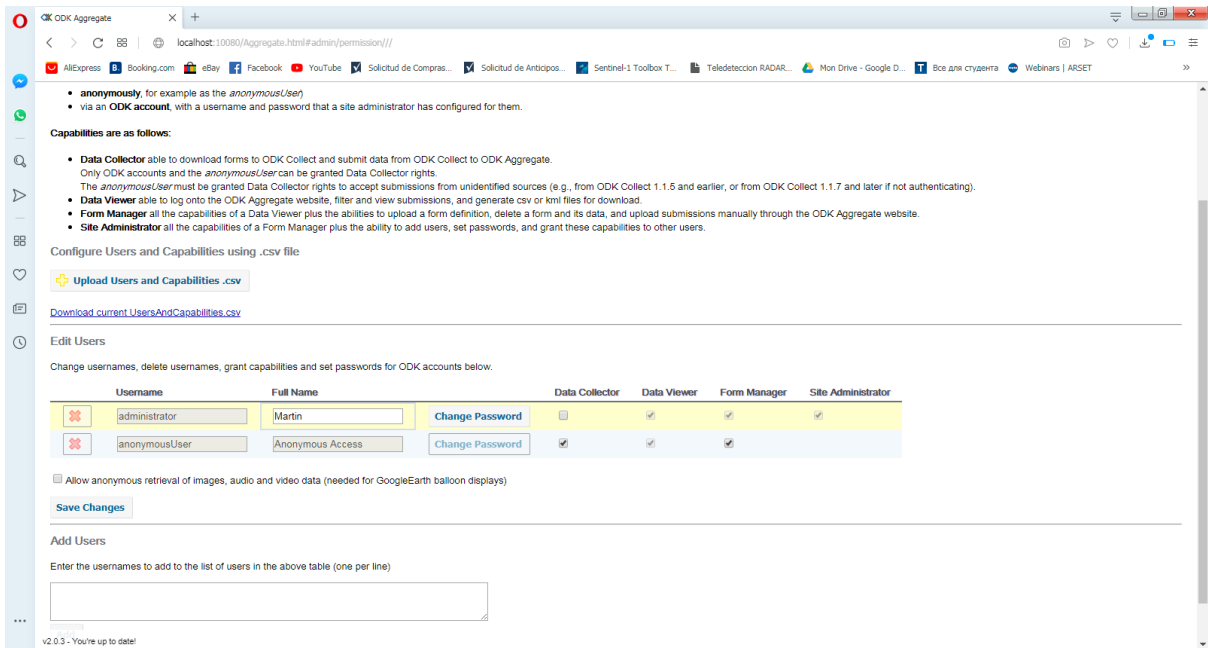 ODK Aggregate
localhost:10080/Aggregate.html#admin/permission///
AliExpress Booking.com eBay Facebook YouTube Solicitud de Compras... Solicitud de Anticipos... Sentinel-1 Toolbox T... Teledeteccion RADAR... Mon Drive - Google D... Все для студента Webinars | ARSET
anonymously, for example as the anonymousUser)
via an ODK account, with a username and password that a site administrator has configured for them.
Capabilities are as follows:
Data Collector able to download forms to ODK Collect and submit data from ODK Collect to ODK Aggregate.
Only ODK accounts and the anonymousUser can be granted Data Collector rights.
The anonymousUser must be granted Data Collector rights to accept submissions from unidentified sources (e.g., from ODK Collect 1.1.5 and earlier, or from ODK Collect 1.1.7 and later if not authenticating).
Data Viewer able to log onto the ODK Aggregate website, filter and view submissions, and generate csv or kml files for download.
Form Manager all the capabilities of a Data Viewer plus the abilities to upload a form definition, delete a form and its data, and upload submissions manually through the ODK Aggregate website.
Site Administrator all the capabilities of a Form Manager plus the ability to add users, set passwords, and grant these capabilities to other users.
Configure Users and Capabilities using .csv file
Upload Users and Capabilities .csv
Download current UsersAndCapabilities.csv
Edit Users
Change usernames, delete usernames, grant capabilities and set passwords for ODK accounts below.
Username Full Name Data Collector Data Viewer Form Manager Site Administrator
administrator Martin Change Password
anonymousUser Anonymous Access Change Password
Allow anonymous retrieval of images, audio and video data (needed for GoogleEarth balloon displays)
Save Changes
Add Users
Enter the usernames to add to the list of users in the above table (one per line)
Add
v2.0.3 - You're up to date!